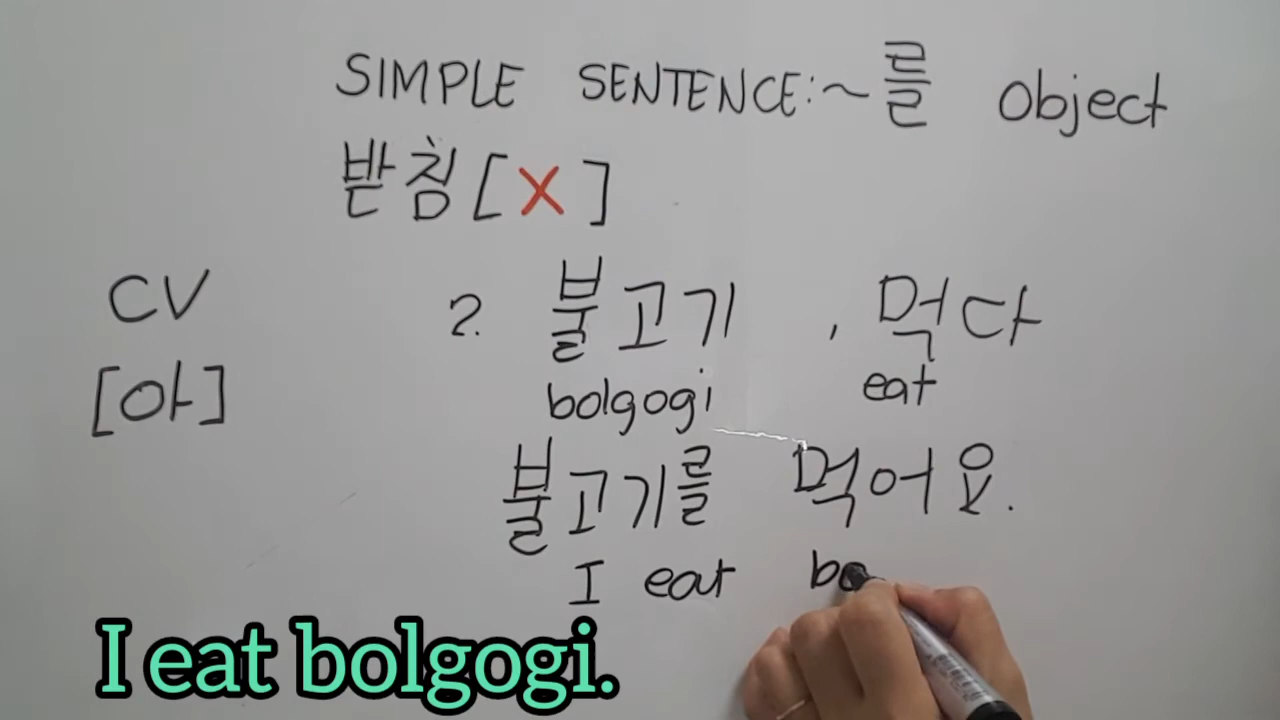 SIMPLE SENTENCE:~를 object
받침[X]
CV
[아]
2. 불고기 , 먹다
bolgogi eat
불고기를 먹어요.
I eat bo
I eat bolgogi.